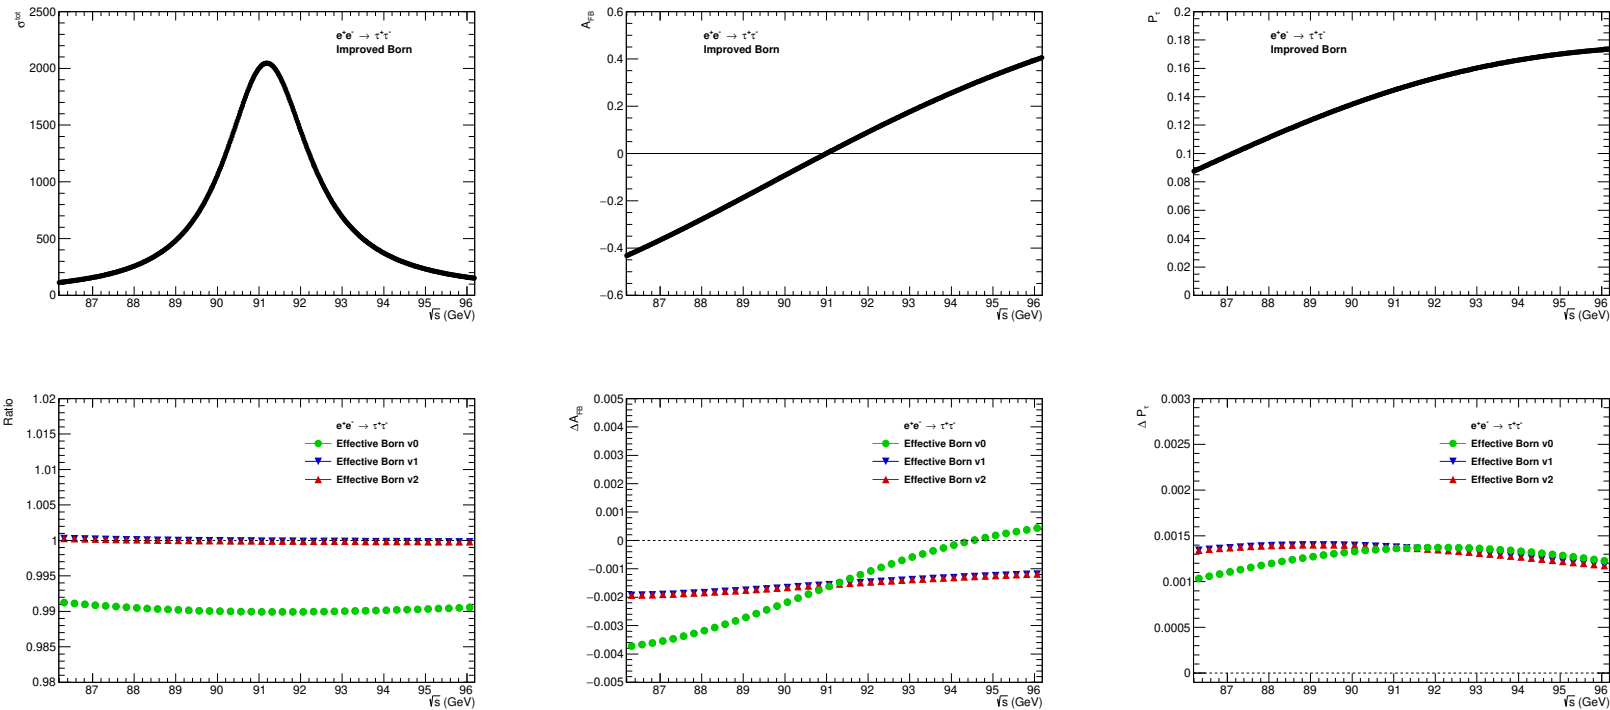 σᵗᵒᵗ
2500
2000
1500
1000
500
0
e⁺e⁻ → τ⁺τ⁻
Improved Born
87 88 89 90 91 92 93 94 95 96
√s (GeV)
A_FB
0.6
0.4
0.2
0
−0.2
−0.4
−0.6
e⁺e⁻ → τ⁺τ⁻
Improved Born
87 88 89 90 91 92 93 94 95 96
√s (GeV)
P_τ
0.2
0.18
0.16
0.14
0.12
0.1
0.08
0.06
0.04
0.02
0
e⁺e⁻ → τ⁺τ⁻
Improved Born
87 88 89 90 91 92 93 94 95 96
√s (GeV)
Ratio
1.02
1.015
1.01
1.005
1
0.995
0.99
0.985
0.98
e⁺e⁻ → τ⁺τ⁻
Effective Born v0
Effective Born v1
Effective Born v2
87 88 89 90 91 92 93 94 95 96
√s (GeV)
ΔA_FB
0.005
0.004
0.003
0.002
0.001
0
−0.001
−0.002
−0.003
−0.004
−0.005
e⁺e⁻ → τ⁺τ⁻
Effective Born v0
Effective Born v1
Effective Born v2
87 88 89 90 91 92 93 94 95 96
√s (GeV)
Δ P_τ
0.003
0.0025
0.002
0.0015
0.001
0.0005
0
e⁺e⁻ → τ⁺τ⁻
Effective Born v0
Effective Born v1
Effective Born v2
87 88 89 90 91 92 93 94 95 96
√s (GeV)